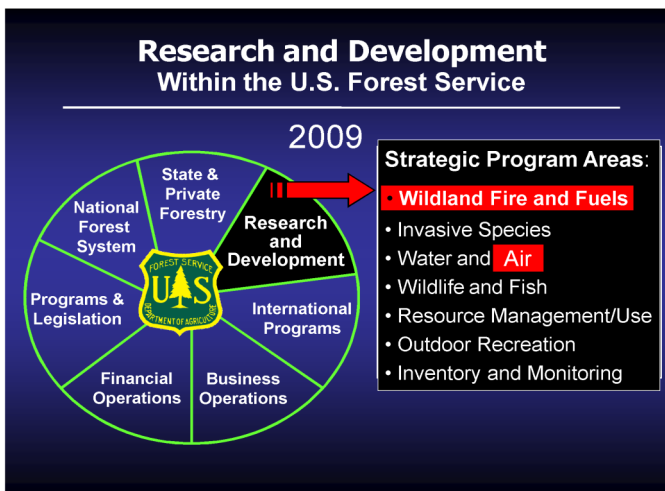 Research and Development
Within the U.S. Forest Service
2009
State &
Private
Forestry
National
Forest
System
Research
and
Development
Programs &
Legislation
International
Programs
Financial
Operations
Business
Operations
FOREST SERVICE
U S
DEPARTMENT OF AGRICULTURE
Strategic Program Areas:
• Wildland Fire and Fuels
• Invasive Species
• Water and Air
• Wildlife and Fish
• Resource Management/Use
• Outdoor Recreation
• Inventory and Monitoring